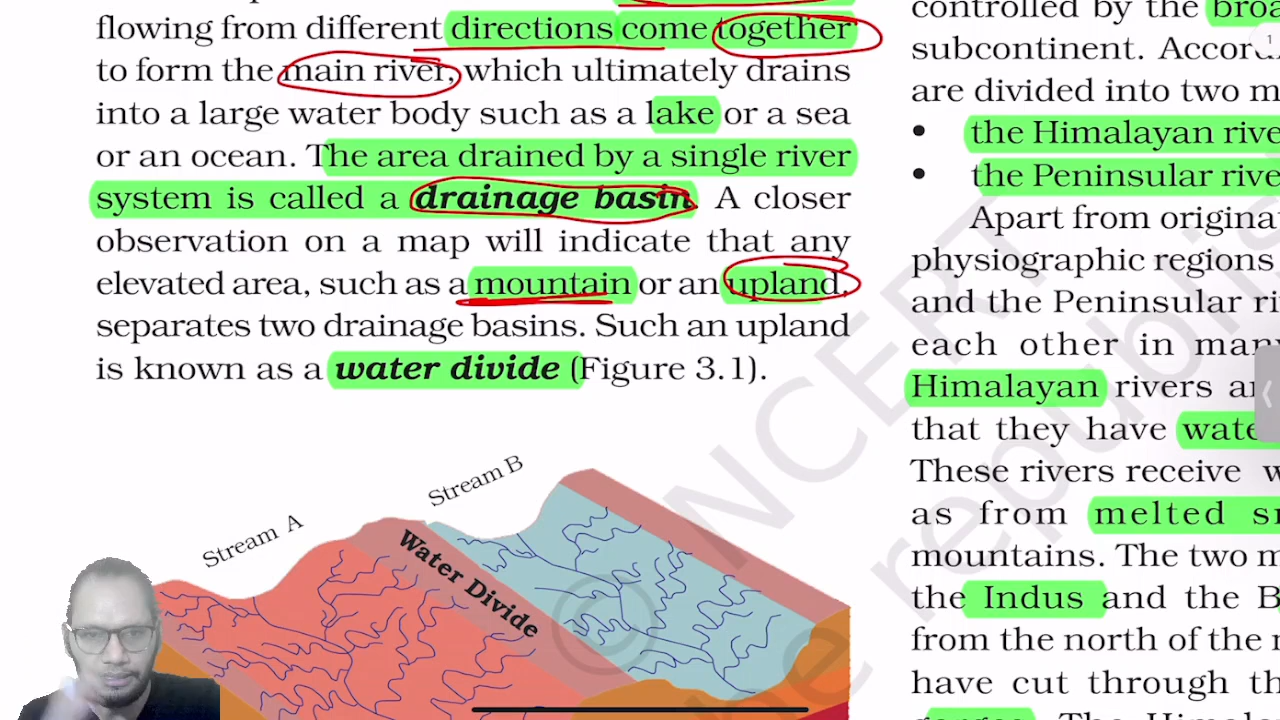 flowing from different directions come together
to form the main river, which ultimately drains
into a large water body such as a lake or a sea
or an ocean. The area drained by a single river
system is called a drainage basin. A closer
observation on a map will indicate that any
elevated area, such as a mountain or an upland,
separates two drainage basins. Such an upland
is known as a water divide (Figure 3.1).
Stream A
Stream B
Water Divide
controlled by the
subcontinent.
are divided into two
• the Himalayan
• the Peninsular
Apart from
physiographic regions
and the Peninsular
each other in
Himalayan rivers
that they have
These rivers receive
as from melted
mountains. The two
the Indus and the B
from the north of the
have cut through
gorges. The
© NCERT
1